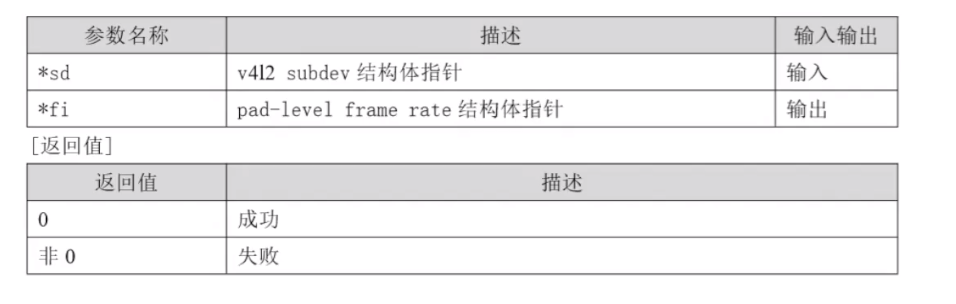 参数名称 描述 输入输出
*sd v4l2 subdev 结构体指针 输入
*fi pad-level frame rate 结构体指针 输出
[返回值]
返回值 描述
0 成功
非 0 失败